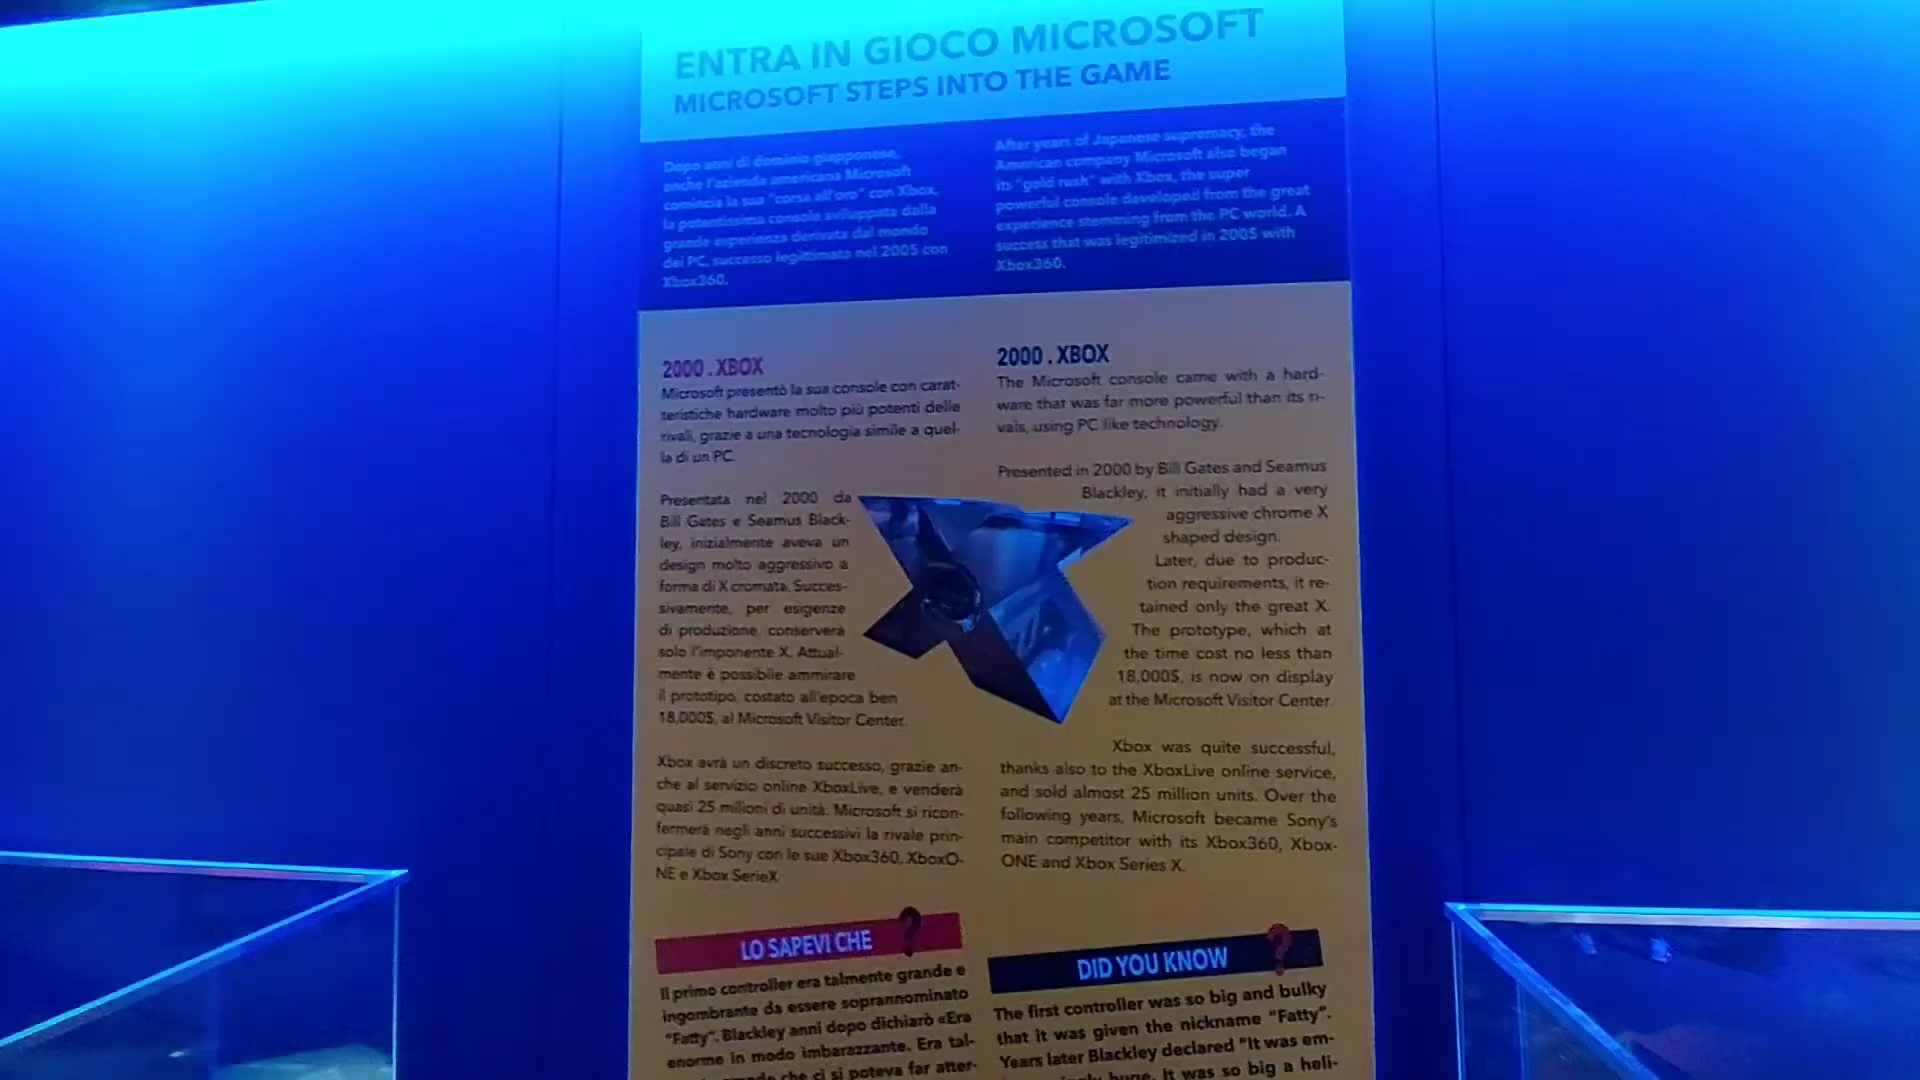 ENTRA IN GIOCO MICROSOFT
MICROSOFT STEPS INTO THE GAME
Dopo anni di dominio giapponese,
anche l'azienda americana Microsoft
comincia la sua "corsa all'oro" con Xbox,
la potentissima console sviluppata dalla
grande esperienza derivata dal mondo
dei PC, successo legittimato nel 2005 con
Xbox360.
After years of Japanese supremacy, the
American company Microsoft also began
its "gold rush" with Xbox, the super
powerful console developed from the great
experience stemming from the PC world. A
success that was legitimized in 2005 with
Xbox360.
2000.XBOX
Microsoft presentò la sua console con carat-
teristiche hardware molto più potenti delle
rivali, grazie a una tecnologia simile a quel-
la di un PC.
Presentata nel 2000 da
Bill Gates e Seamus Black-
ley, inizialmente aveva un
design molto aggressivo a
forma di X cromata. Succes-
sivamente, per esigenze
di produzione, conserverà
solo l'imponente X. Attual-
mente è possibile ammirare
il prototipo, costato all'epoca ben
18,000$, al Microsoft Visitor Center.
Xbox avrà un discreto successo, grazie an-
che al servizio online XboxLive, e venderà
quasi 25 milioni di unità. Microsoft si ricon-
fermerà negli anni successivi la rivale prin-
cipale di Sony con le sue Xbox360, XboxO-
NE e Xbox SerieX.
LO SAPEVI CHE ?
Il primo controller era talmente grande e
ingombrante da essere soprannominato
"Fatty". Blackley anni dopo dichiarò «Era
enorme in modo imbarazzante. Era tal-
che ci si poteva far atter-
2000.XBOX
The Microsoft console came with a hard-
ware that was far more powerful than its ri-
vals, using PC like technology.
Presented in 2000 by Bill Gates and Seamus
Blackley, it initially had a very
aggressive chrome X
shaped design.
Later, due to produc-
tion requirements, it re-
tained only the great X.
The prototype, which at
the time cost no less than
18,000$, is now on display
at the Microsoft Visitor Center.
Xbox was quite successful,
thanks also to the XboxLive online service,
and sold almost 25 million units. Over the
following years, Microsoft became Sony's
main competitor with its Xbox360, Xbox-
ONE and Xbox Series X.
DID YOU KNOW ?
The first controller was so big and bulky
that it was given the nickname "Fatty".
Years later Blackley declared "It was em-
huge. It was so big a heli-